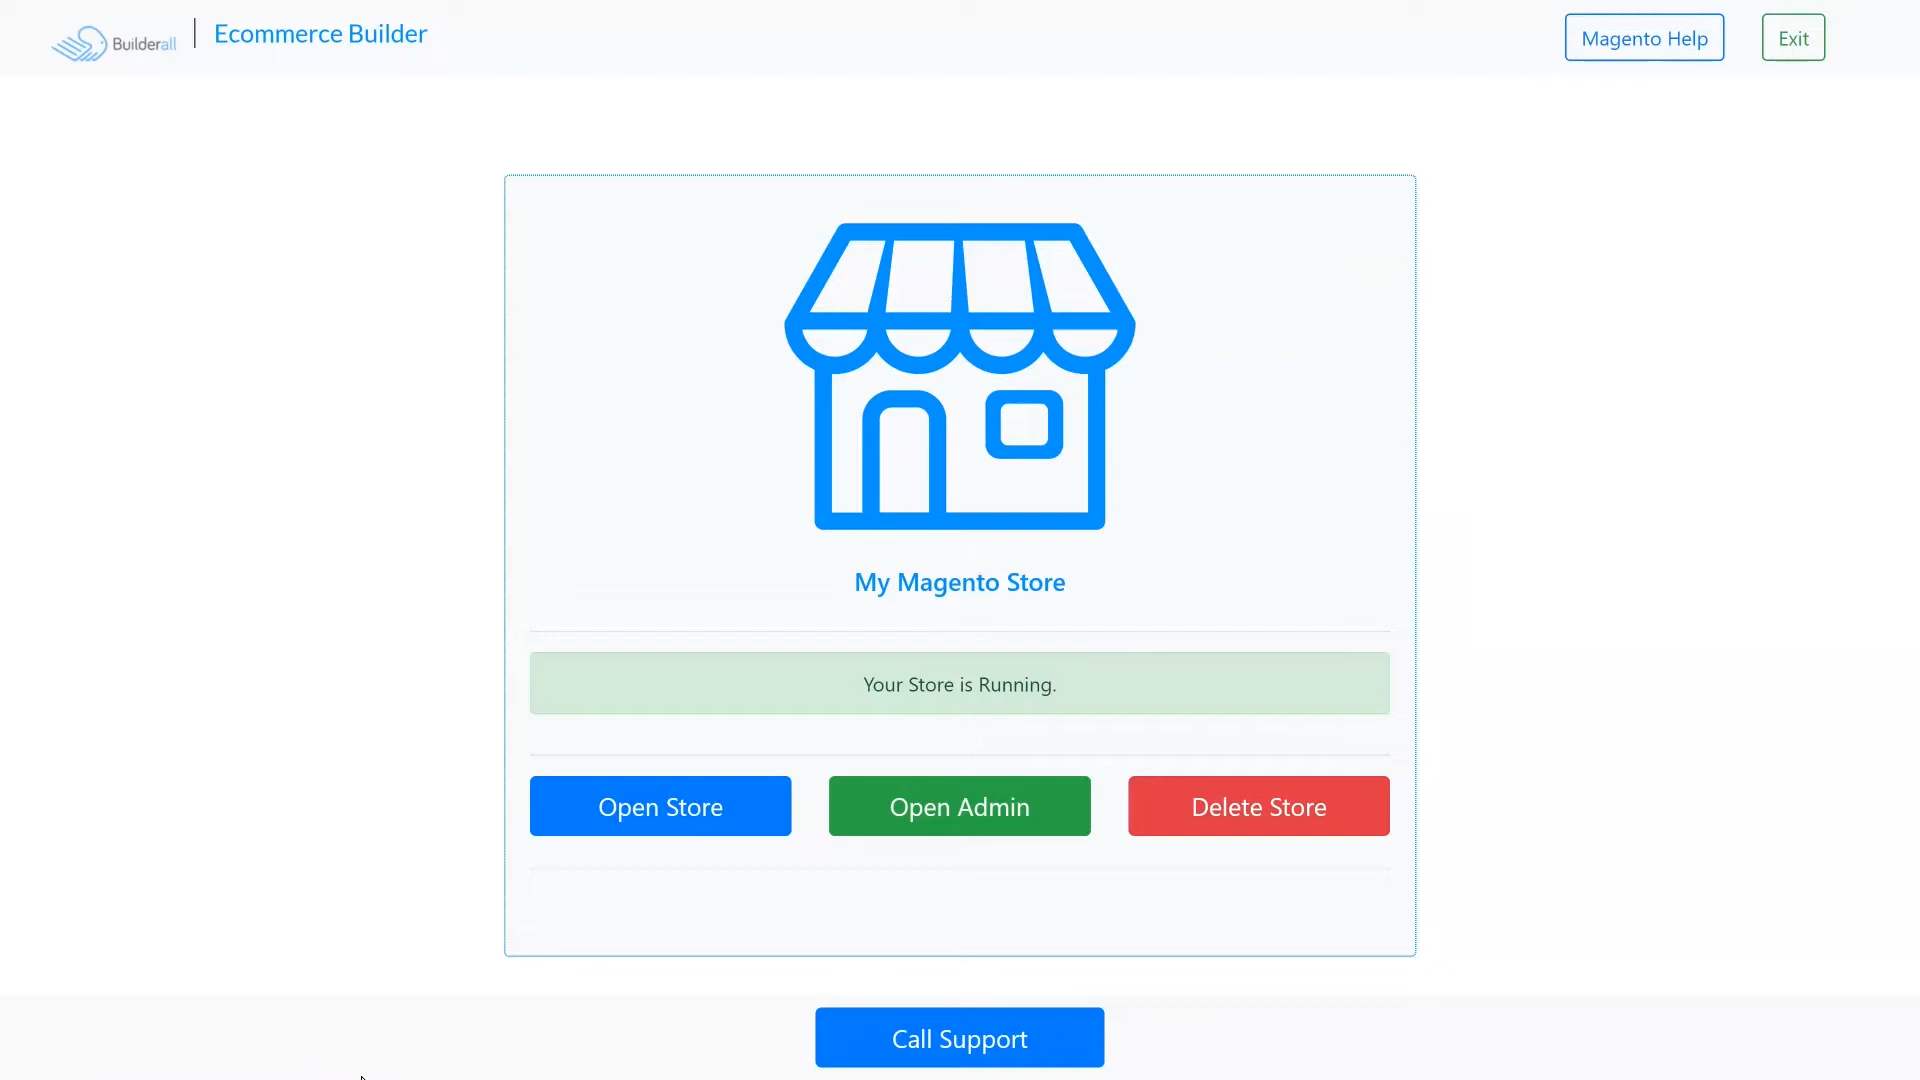 Builderall
Ecommerce Builder
Magento Help
Exit
My Magento Store
Your Store is Running.
Open Store
Open Admin
Delete Store
Call Support